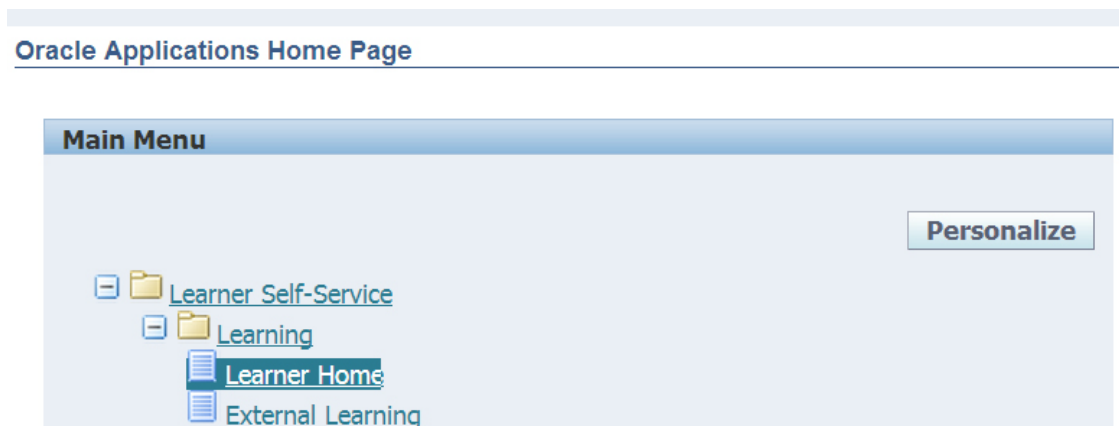 Oracle Applications Home Page
Main Menu
Personalize
Learner Self-Service
Learning
Learner Home
External Learning